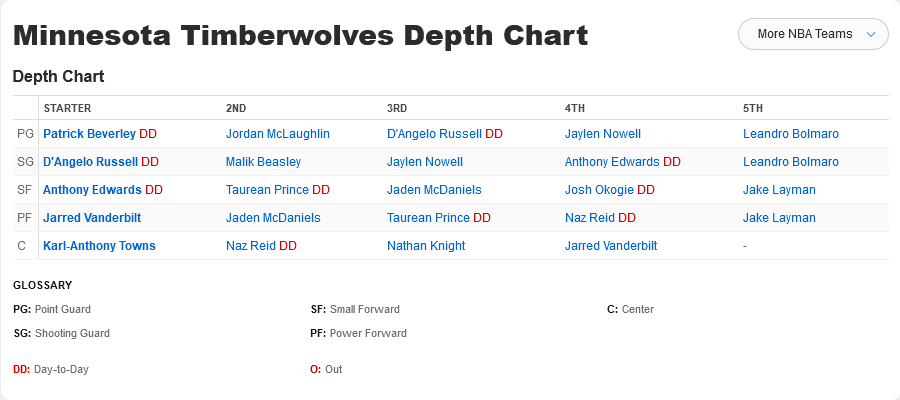 Minnesota Timberwolves Depth Chart
More NBA Teams
Depth Chart
STARTER 2ND 3RD 4TH 5TH
PG Patrick Beverley DD Jordan McLaughlin D'Angelo Russell DD Jaylen Nowell Leandro Bolmaro
SG D'Angelo Russell DD Malik Beasley Jaylen Nowell Anthony Edwards DD Leandro Bolmaro
SF Anthony Edwards DD Taurean Prince DD Jaden McDaniels Josh Okogie DD Jake Layman
PF Jarred Vanderbilt Jaden McDaniels Taurean Prince DD Naz Reid DD Jake Layman
C Karl-Anthony Towns Naz Reid DD Nathan Knight Jarred Vanderbilt -
GLOSSARY
PG: Point Guard SF: Small Forward C: Center
SG: Shooting Guard PF: Power Forward
DD: Day-to-Day O: Out